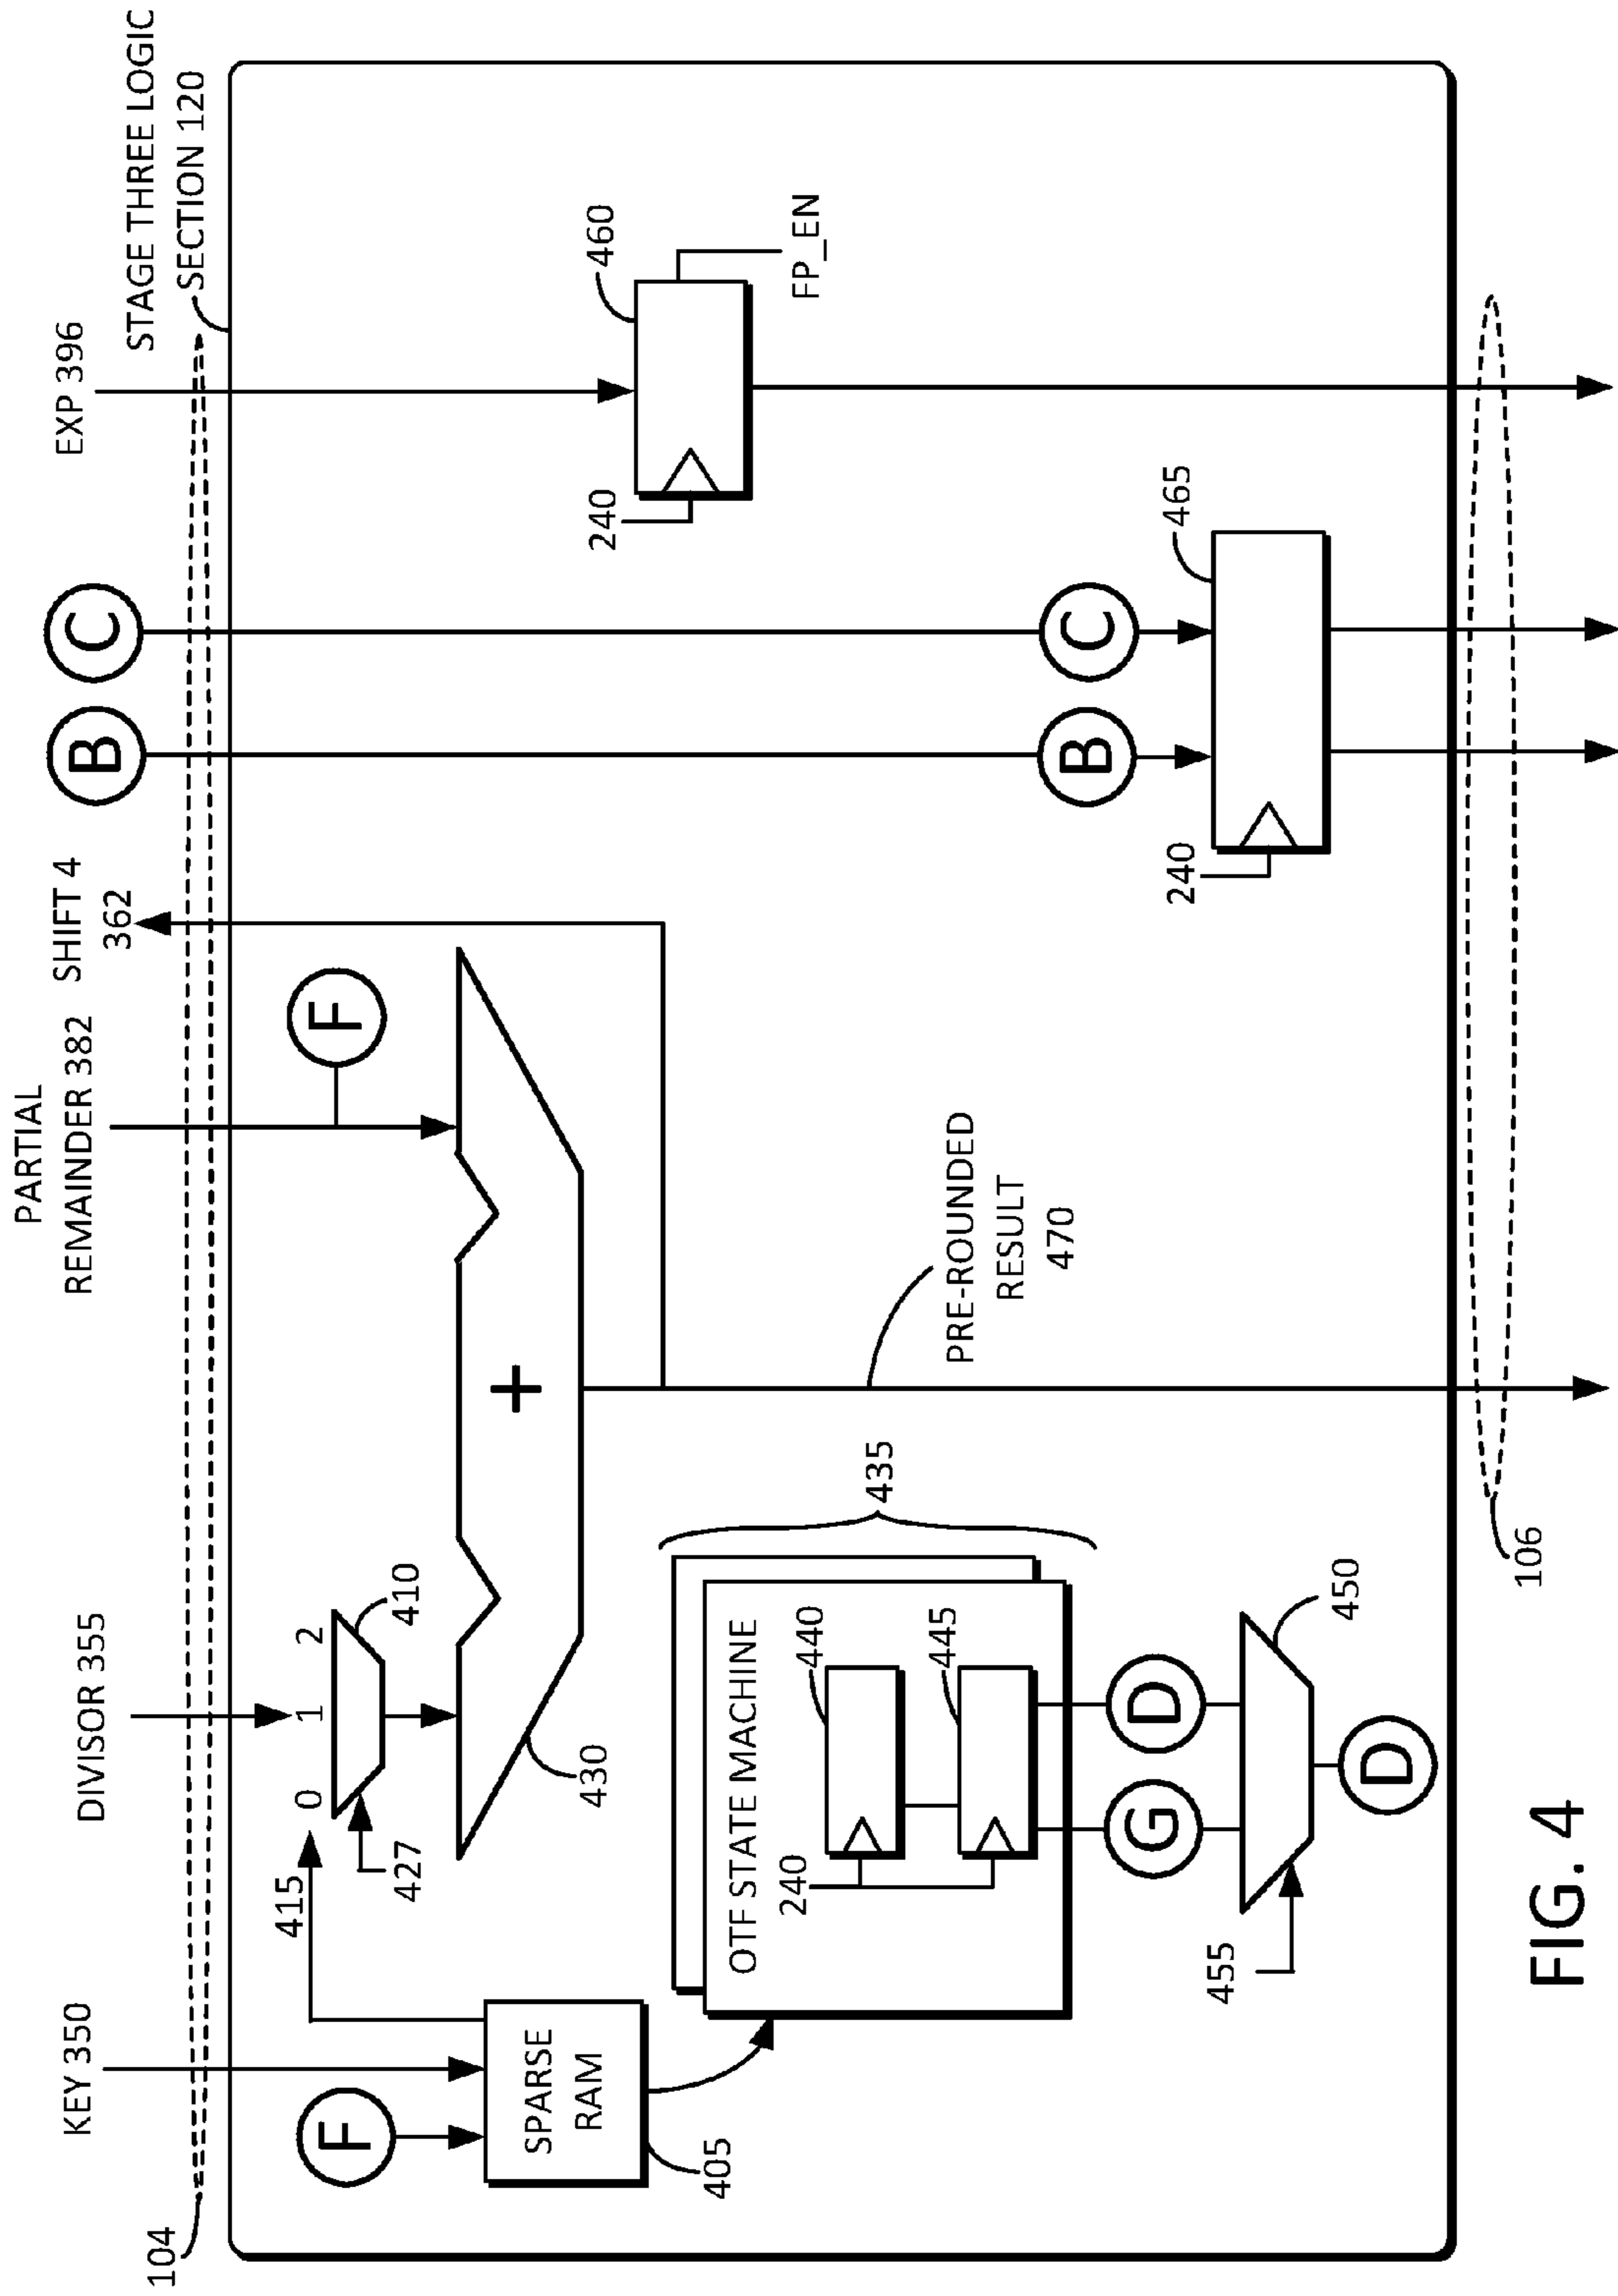 STAGE THREE LOGIC
SECTION 120
104
KEY 350
DIVISOR 355
PARTIAL
REMAINDER 382
SHIFT 4
362
B
C
EXP 396
F
415
0
1
2
410
427
F
SPARSE
RAM
405
+
430
460
240
FP_EN
435
OTF STATE MACHINE
440
445
240
PRE-ROUNDED
RESULT
470
B
C
465
240
G
D
455
450
D
106
FIG. 4